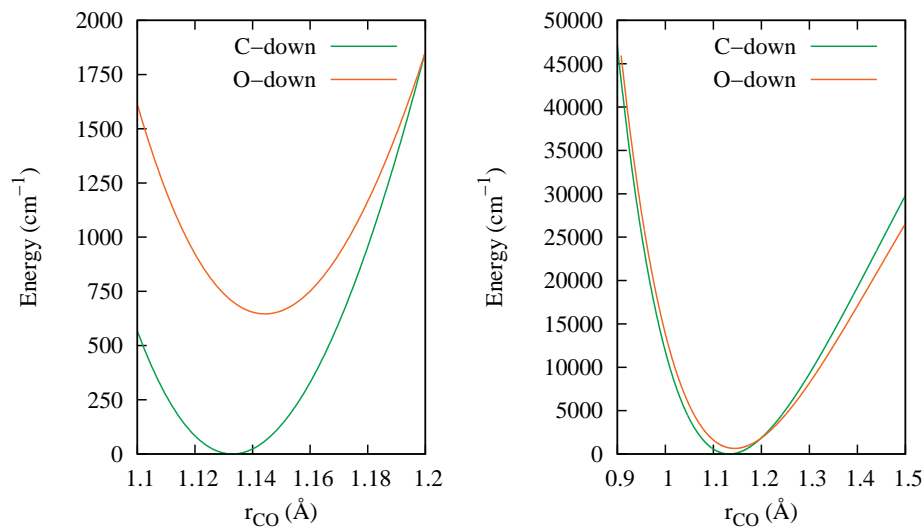 2000
1750
1500
1250
1000
750
500
250
0
Energy (cm⁻¹)
C−down
O−down
1.1 1.12 1.14 1.16 1.18 1.2
r_CO (Å)
50000
45000
40000
35000
30000
25000
20000
15000
10000
5000
0
Energy (cm⁻¹)
C−down
O−down
0.9 1 1.1 1.2 1.3 1.4 1.5
r_CO (Å)